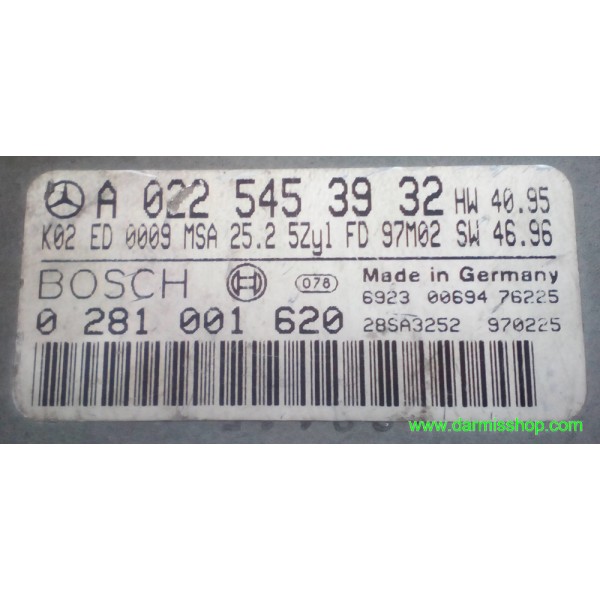 A 022 545 39 32 HW 40.95
K02 ED 0009 MSA 25.2 5Zyl FD 97M02 SW 46.96
BOSCH 078 Made in Germany
6923 00694 76225
0 281 001 620 28SA3252 970225
www.darmisshop.com